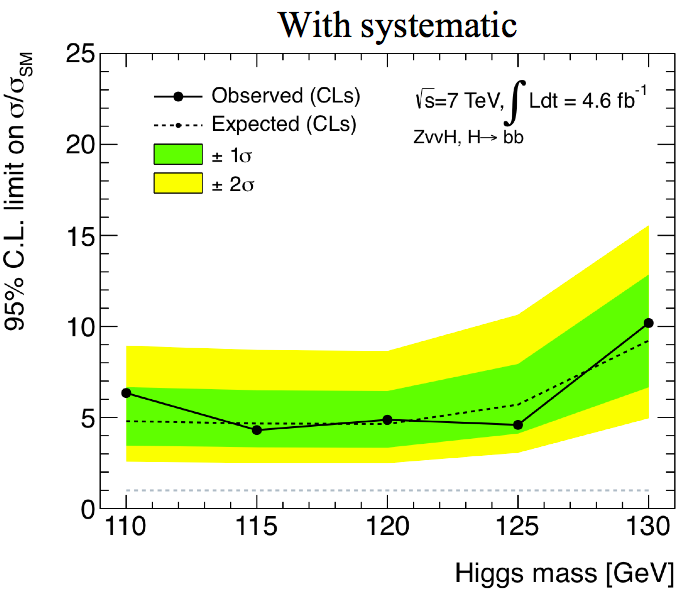 With systematic
95% C.L. limit on σ/σSM
25
20
15
10
5
0
Observed (CLs)
Expected (CLs)
± 1σ
± 2σ
√s=7 TeV, ∫ Ldt = 4.6 fb⁻¹
ZvvH, H→ bb
110 115 120 125 130
Higgs mass [GeV]